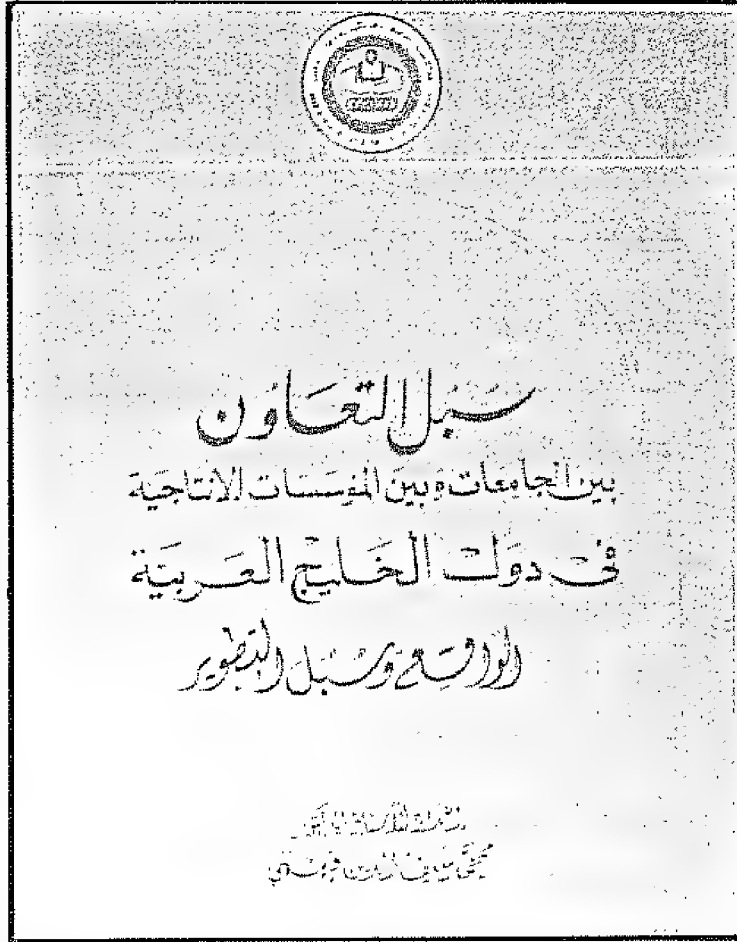 سبل التعاون
بين الجامعات وبين المؤسسات الانتاجية
في دول الخليج العربية
الواقع وسبل التطوير